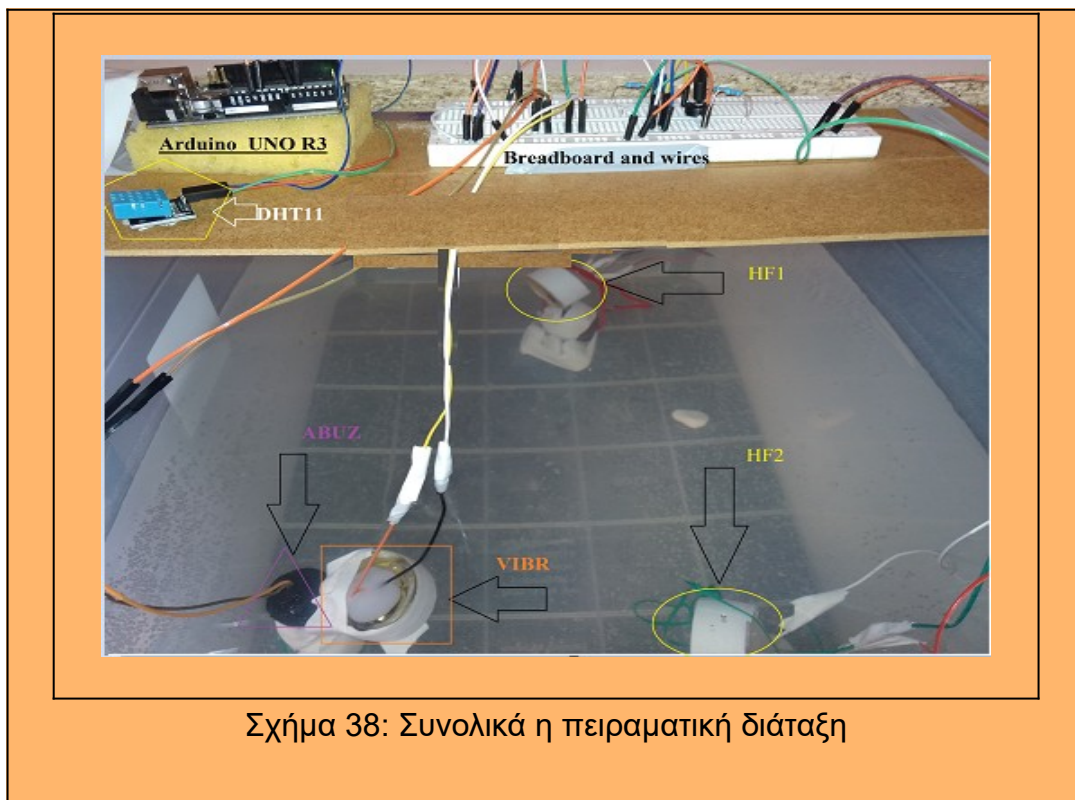 Arduino UNO R3
Breadboard and wires
DHT11
HF1
ABUZ
HF2
VIBR
Σχήμα 38: Συνολικά η πειραματική διάταξη